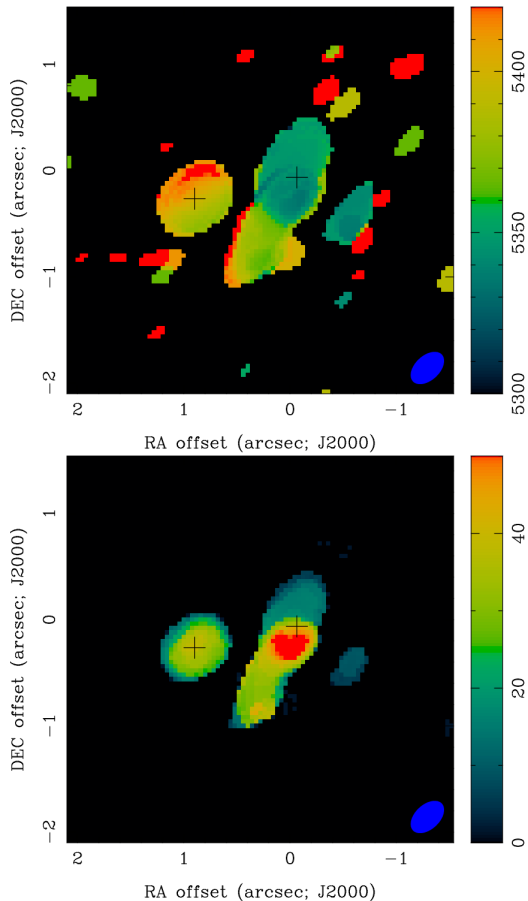 1
0
−1
−2
DEC offset (arcsec; J2000)
2 1 0 −1
RA offset (arcsec; J2000)
5400
5350
5300
1
0
−1
−2
DEC offset (arcsec; J2000)
2 1 0 −1
RA offset (arcsec; J2000)
40
20
0